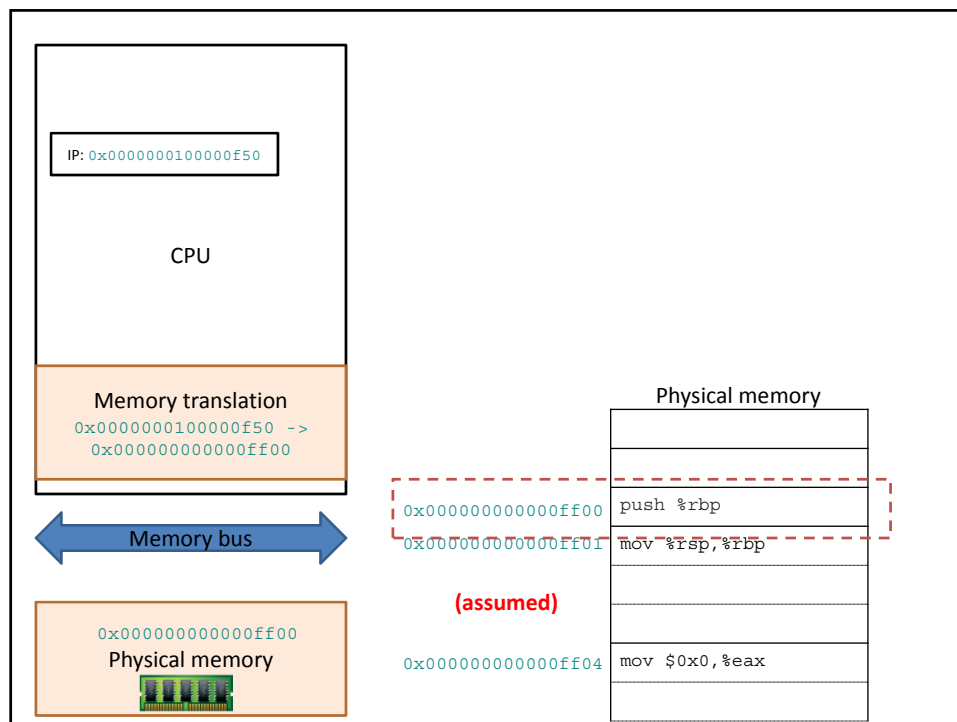 IP: 0x0000000100000f50
CPU
Memory translation
0x0000000100000f50 ->
0x000000000000ff00
Memory bus
0x000000000000ff00
Physical memory
Physical memory
0x000000000000ff00 push %rbp
0x000000000000ff01 mov %rsp,%rbp
(assumed)
0x000000000000ff04 mov $0x0,%eax